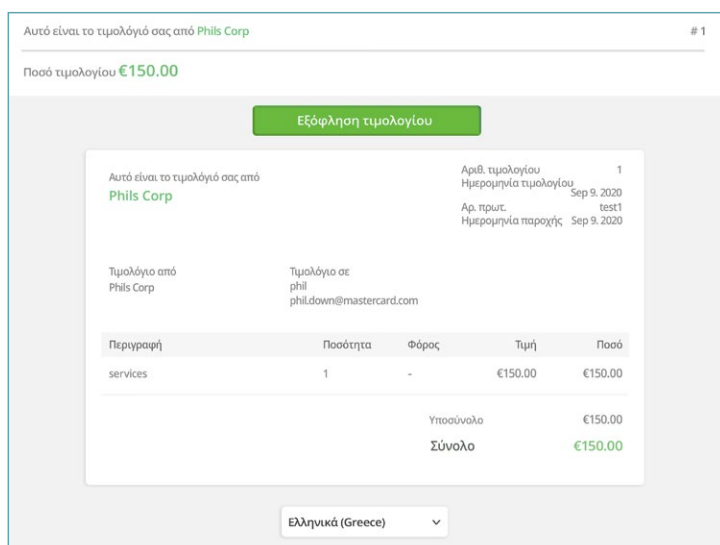 Αυτό είναι το τιμολόγιό σας από Phils Corp # 1
Ποσό τιμολογίου €150.00
Εξόφληση τιμολογίου
Αυτό είναι το τιμολόγιό σας από
Phils Corp
Αριθ. τιμολογίου 1
Ημερομηνία τιμολογίου
Sep 9. 2020
Αρ. πρωτ. test1
Ημερομηνία παροχής Sep 9. 2020
Τιμολόγιο από
Phils Corp
Τιμολόγιο σε
phil
phil.down@mastercard.com
Περιγραφή Ποσότητα Φόρος Τιμή Ποσό
services 1 - €150.00 €150.00
Υποσύνολο €150.00
Σύνολο €150.00
Ελληνικά (Greece)